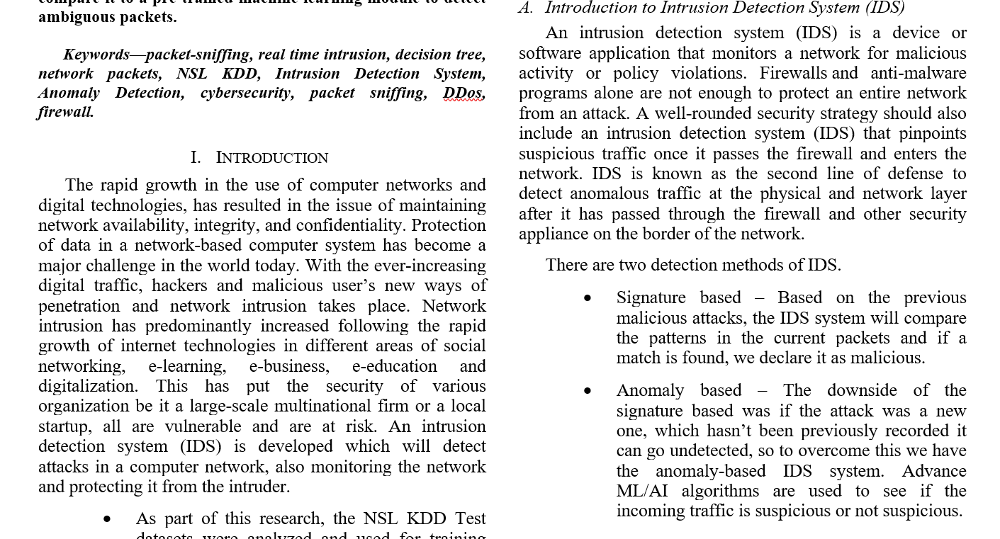 compare it to a pre-trained machine learning module to detect
ambiguous packets.
Keywords—packet-sniffing, real time intrusion, decision tree,
network packets, NSL KDD, Intrusion Detection System,
Anomaly Detection, cybersecurity, packet sniffing, DDos,
firewall.
I. INTRODUCTION
The rapid growth in the use of computer networks and
digital technologies, has resulted in the issue of maintaining
network availability, integrity, and confidentiality. Protection
of data in a network-based computer system has become a
major challenge in the world today. With the ever-increasing
digital traffic, hackers and malicious user’s new ways of
penetration and network intrusion takes place. Network
intrusion has predominantly increased following the rapid
growth of internet technologies in different areas of social
networking, e-learning, e-business, e-education and
digitalization. This has put the security of various
organization be it a large-scale multinational firm or a local
startup, all are vulnerable and are at risk. An intrusion
detection system (IDS) is developed which will detect
attacks in a computer network, also monitoring the network
and protecting it from the intruder.
• As part of this research, the NSL KDD Test
datasets were analyzed and used for training
A. Introduction to Intrusion Detection System (IDS)
An intrusion detection system (IDS) is a device or
software application that monitors a network for malicious
activity or policy violations. Firewalls and anti-malware
programs alone are not enough to protect an entire network
from an attack. A well-rounded security strategy should also
include an intrusion detection system (IDS) that pinpoints
suspicious traffic once it passes the firewall and enters the
network. IDS is known as the second line of defense to
detect anomalous traffic at the physical and network layer
after it has passed through the firewall and other security
appliance on the border of the network.
There are two detection methods of IDS.
• Signature based – Based on the previous
malicious attacks, the IDS system will compare
the patterns in the current packets and if a
match is found, we declare it as malicious.
• Anomaly based – The downside of the
signature based was if the attack was a new
one, which hasn’t been previously recorded it
can go undetected, so to overcome this we have
the anomaly-based IDS system. Advance
ML/AI algorithms are used to see if the
incoming traffic is suspicious or not suspicious.